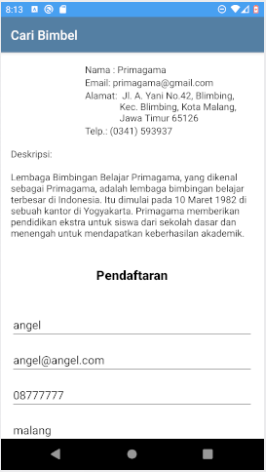 8:13
Cari Bimbel
Nama : Primagama
Email: primagama@gmail.com
Alamat: Jl. A. Yani No.42, Blimbing,
Kec. Blimbing, Kota Malang,
Jawa Timur 65126
Telp.: (0341) 593937
Deskripsi:
Lembaga Bimbingan Belajar Primagama, yang dikenal
sebagai Primagama, adalah lembaga bimbingan belajar
terbesar di Indonesia. Itu dimulai pada 10 Maret 1982 di
sebuah kantor di Yogyakarta. Primagama memberikan
pendidikan ekstra untuk siswa dari sekolah dasar dan
menengah untuk mendapatkan keberhasilan akademik.
Pendaftaran
angel
angel@angel.com
08777777
malang